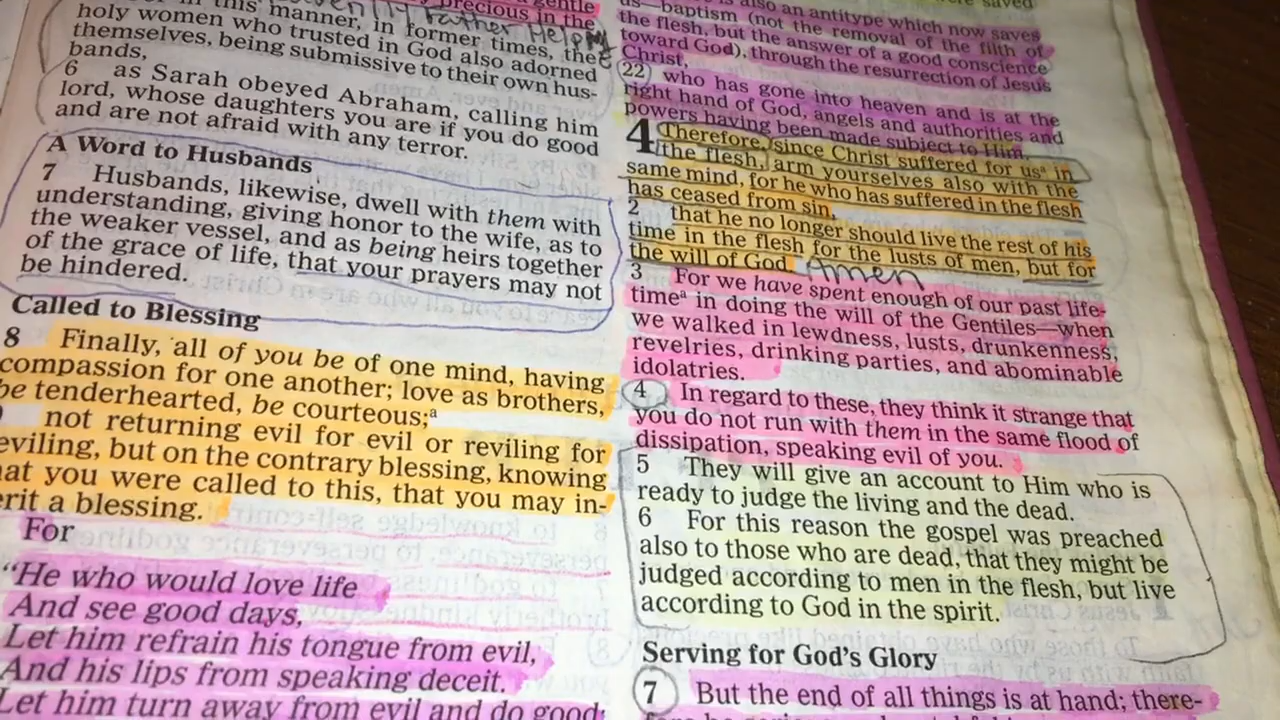 precious in the
gentle
Father Help
in this manner, in former times, the
holy women who trusted in God also adorned
themselves, being submissive to their own hus-
bands,
6 as Sarah obeyed Abraham, calling him
lord, whose daughters you are if you do good
and are not afraid with any terror.
A Word to Husbands
7 Husbands, likewise, dwell with them with
understanding, giving honor to the wife, as to
the weaker vessel, and as being heirs together
of the grace of life, that your prayers may not
be hindered.
Called to Blessing
8 Finally, all of you be of one mind, having
compassion for one another; love as brothers,
be tenderhearted, be courteous;a
not returning evil for evil or reviling for
eviling, but on the contrary blessing, knowing
hat you were called to this, that you may in-
erit a blessing.
For
“He who would love life
And see good days,
Let him refrain his tongue from evil,
And his lips from speaking deceit.
Let him turn away from evil and do good;
is also an antitype which now saves
us—baptism (not the removal of the filth of
the flesh, but the answer of a good conscience
toward God), through the resurrection of Jesus
Christ,
22 who has gone into heaven and is at the
right hand of God, angels and authorities and
powers having been made subject to Him.
4 Therefore, since Christ suffered for usa in
the flesh, arm yourselves also with the
same mind, for he who has suffered in the flesh
has ceased from sin,
2 that he no longer should live the rest of his
time in the flesh for the lusts of men, but for
the will of God. Amen
3 For we have spent enough of our past life-
timea in doing the will of the Gentiles—when
we walked in lewdness, lusts, drunkenness,
revelries, drinking parties, and abominable
idolatries.
4 In regard to these, they think it strange that
you do not run with them in the same flood of
dissipation, speaking evil of you.
5 They will give an account to Him who is
ready to judge the living and the dead.
6 For this reason the gospel was preached
also to those who are dead, that they might be
judged according to men in the flesh, but live
according to God in the spirit.
Serving for God's Glory
7 But the end of all things is at hand; there-